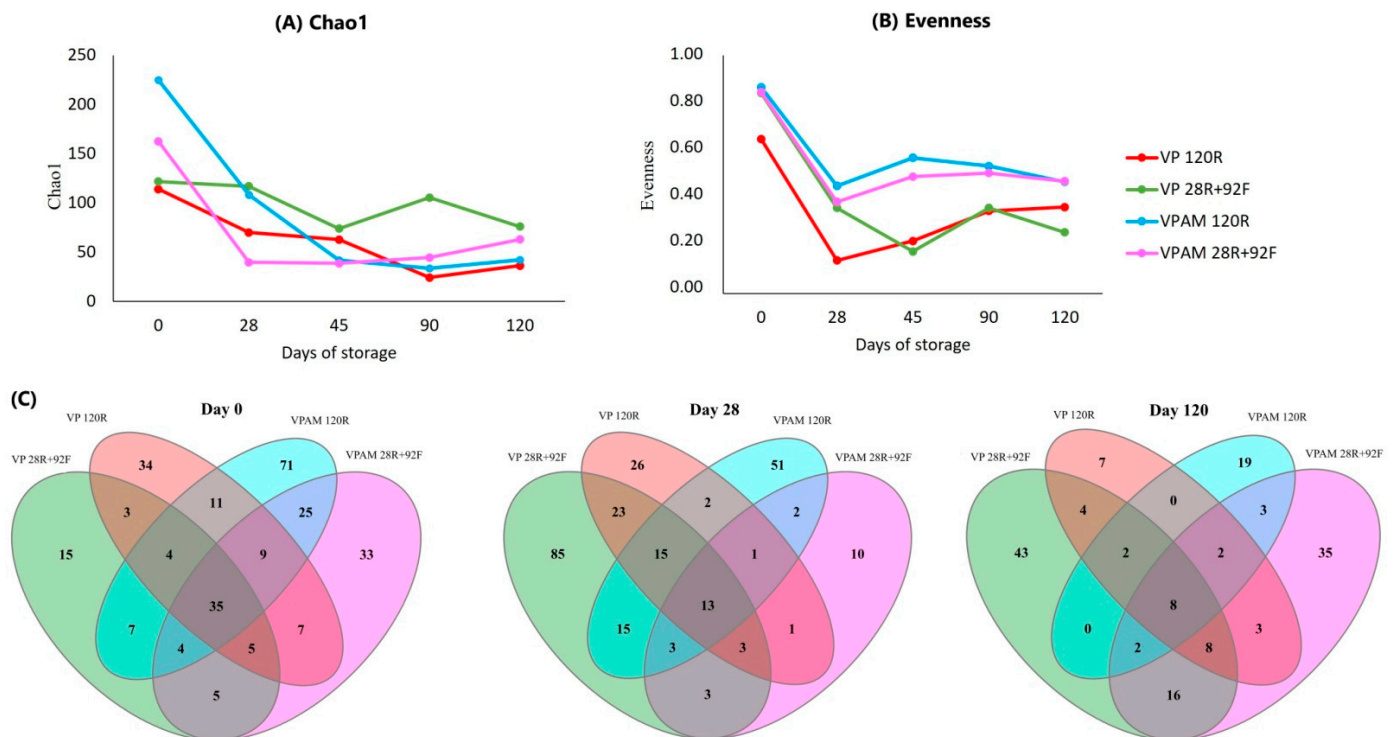 (A) Chao1
250
200
150
100
50
0
Chao1
0 28 45 90 120
Days of storage
(B) Evenness
1.00
0.80
0.60
0.40
0.20
0.00
Evenness
0 28 45 90 120
Days of storage
VP 120R
VP 28R+92F
VPAM 120R
VPAM 28R+92F
(C)
Day 0
VP 120R
VPAM 120R
VP 28R+92F
VPAM 28R+92F
34 71
11
3 25
15 4 9 33
35
7 7
4 5
5
Day 28
VP 120R
VPAM 120R
VP 28R+92F
VPAM 28R+92F
26 51
2
23 2
85 15 1 10
13
15 1
3 3
3
Day 120
VP 120R
VPAM 120R
VP 28R+92F
VPAM 28R+92F
7 19
0
4 3
43 2 2 35
8
0 3
2 8
16